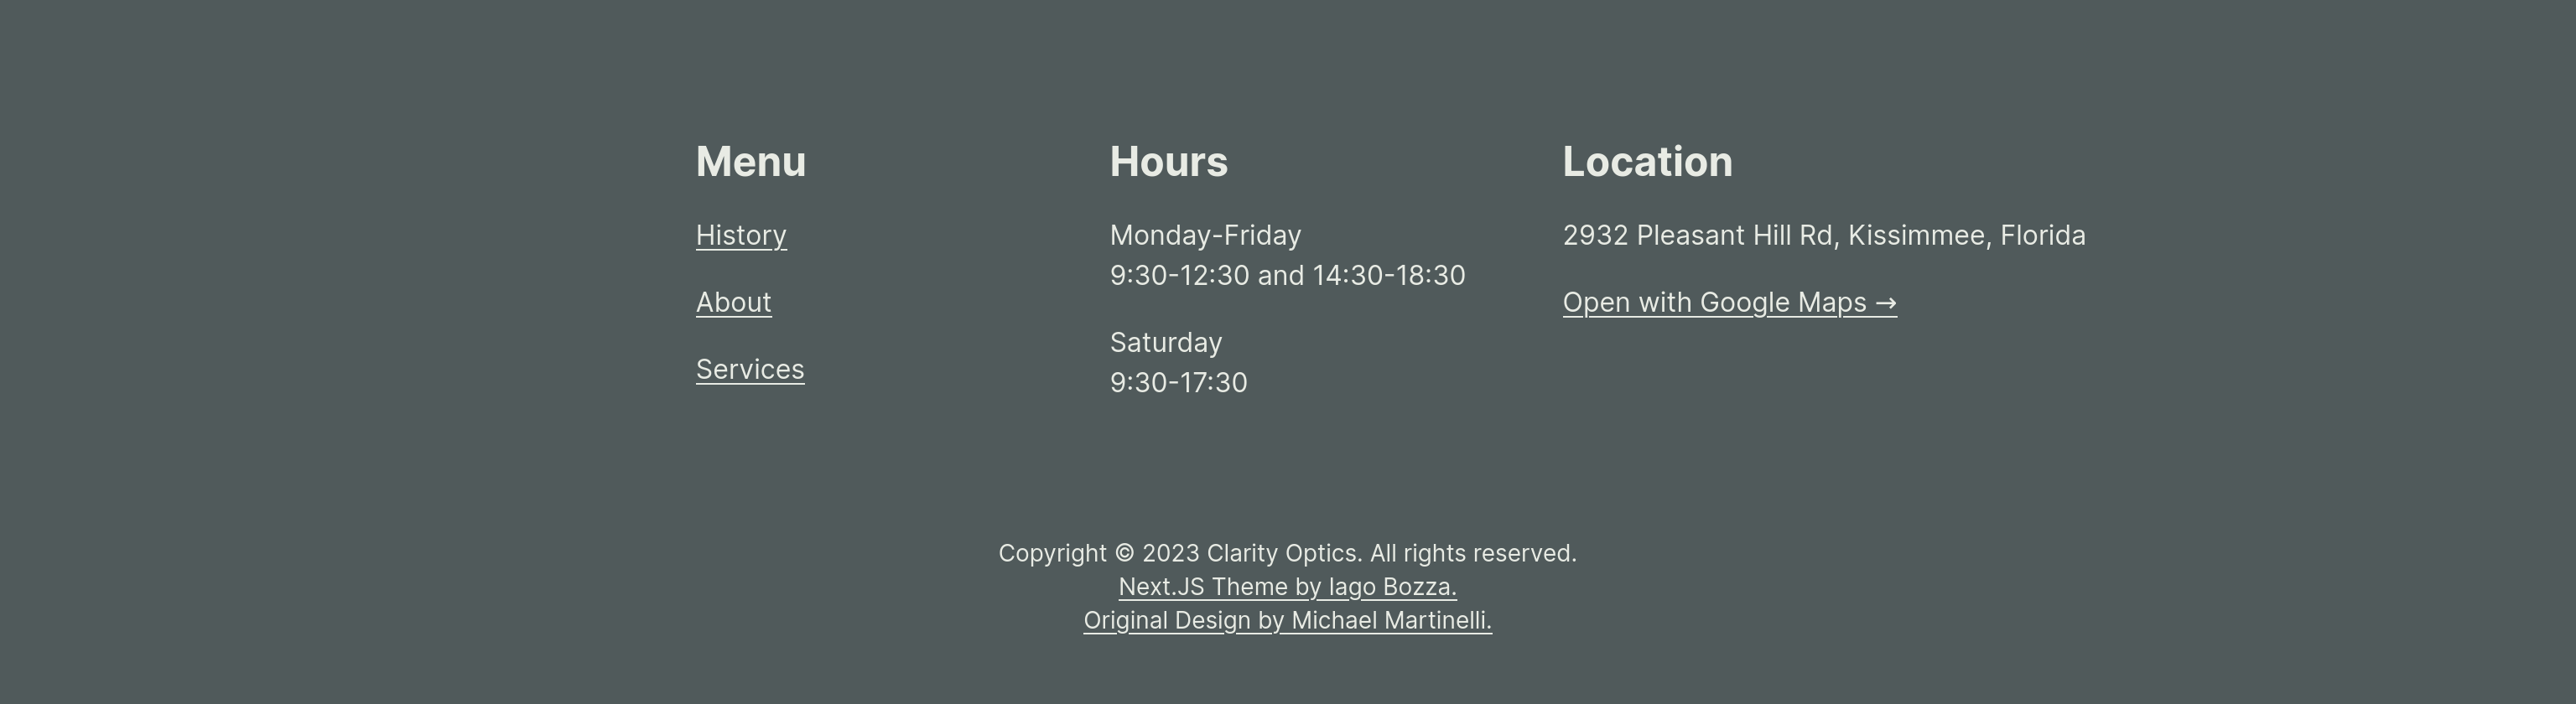 Menu
History
About
Services
Hours
Monday-Friday
9:30-12:30 and 14:30-18:30
Saturday
9:30-17:30
Location
2932 Pleasant Hill Rd, Kissimmee, Florida
Open with Google Maps →
Copyright © 2023 Clarity Optics. All rights reserved.
Next.JS Theme by Iago Bozza.
Original Design by Michael Martinelli.